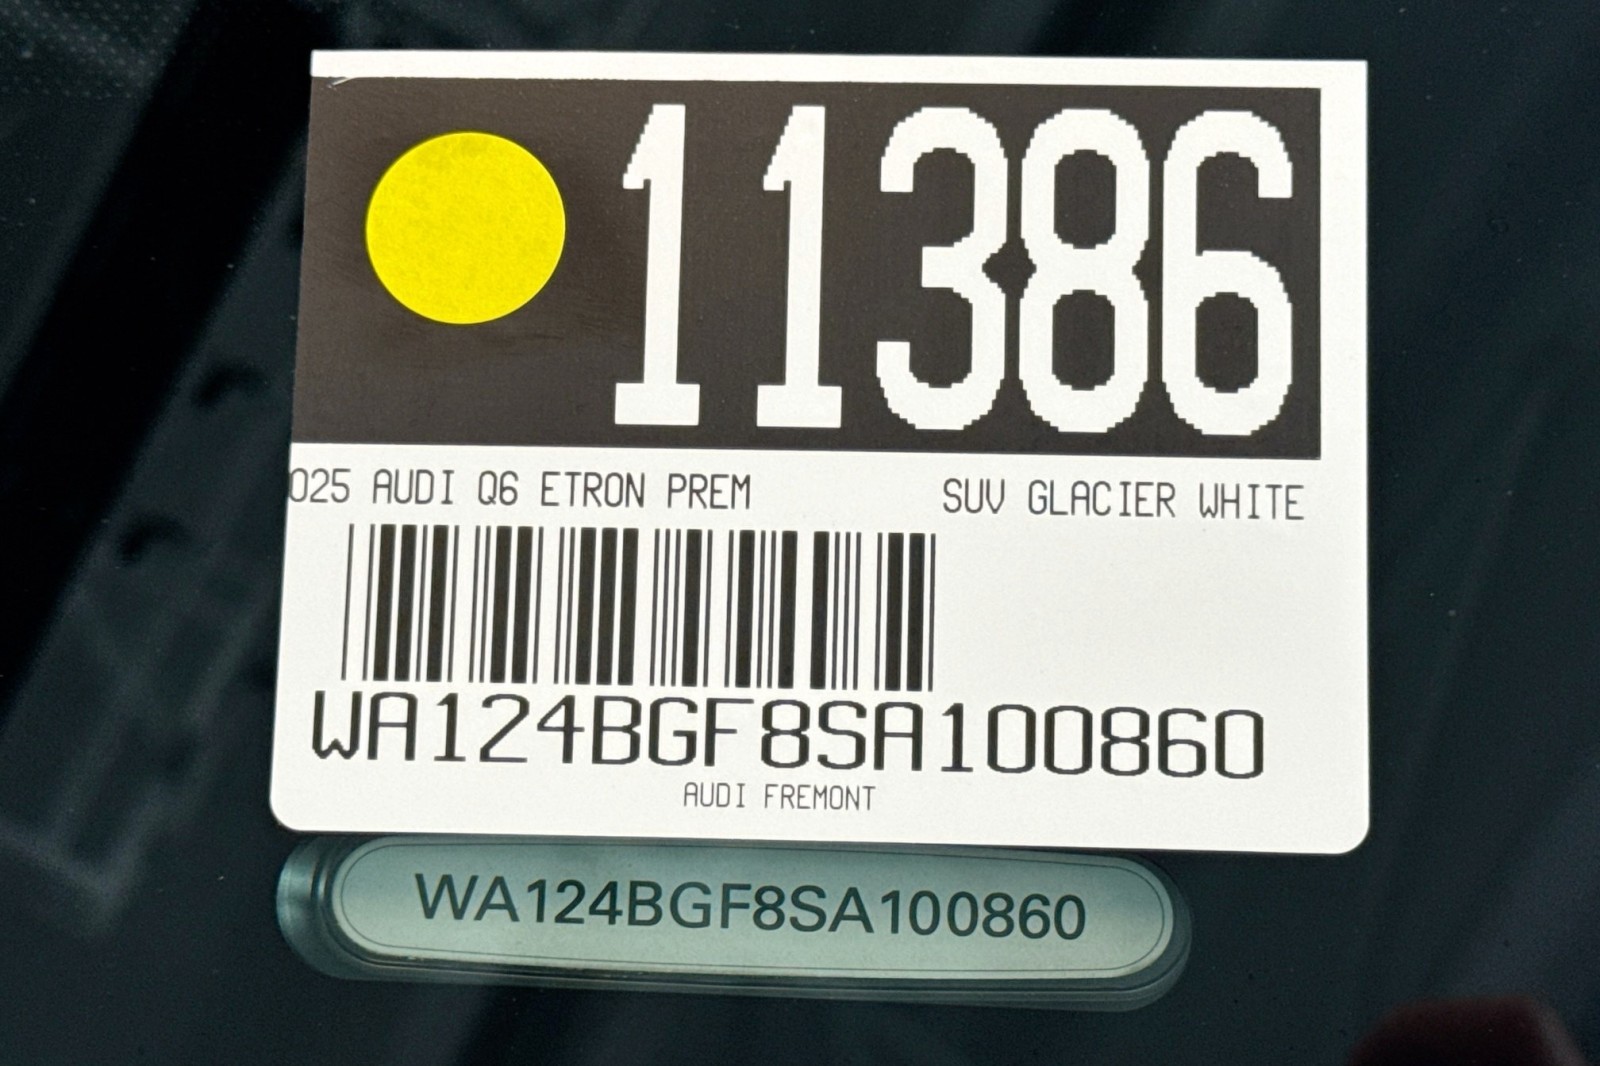 11386
025 AUDI Q6 ETRON PREM SUV GLACIER WHITE
WA124BGF8SA100860
AUDI FREMONT
WA124BGF8SA100860